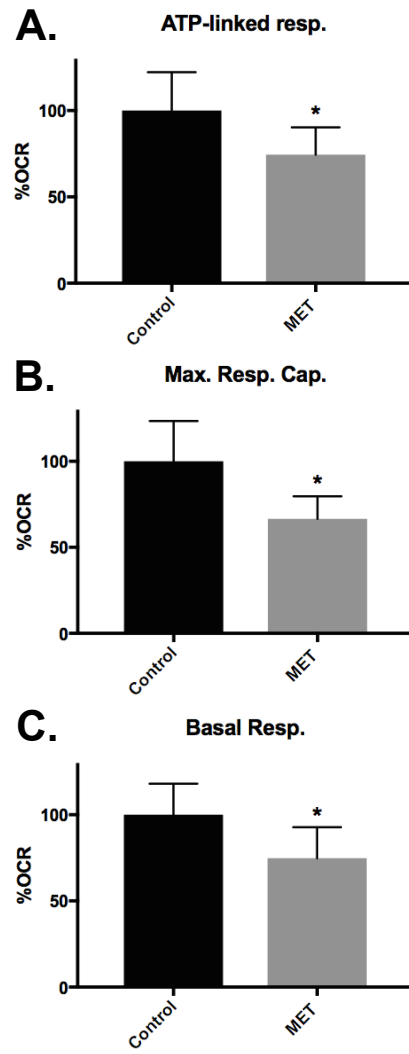 A.
ATP-linked resp.
%OCR
100
50
0
*
Control
MET
B.
Max. Resp. Cap.
%OCR
100
50
0
*
Control
MET
C.
Basal Resp.
%OCR
100
50
0
*
Control
MET